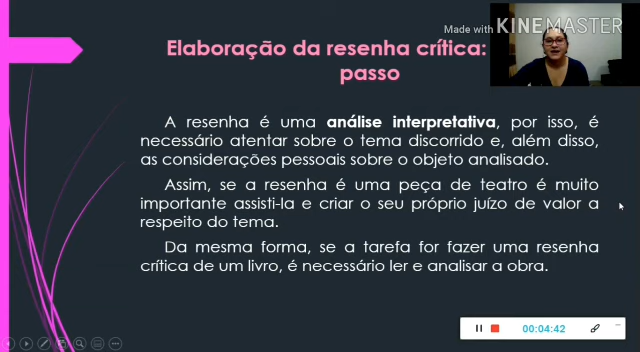 Made with KINEMASTER
Elaboração da resenha crítica:
passo
A resenha é uma análise interpretativa, por isso, é
necessário atentar sobre o tema discorrido e, além disso,
as considerações pessoais sobre o objeto analisado.
Assim, se a resenha é uma peça de teatro é muito
importante assisti-la e criar o seu próprio juízo de valor a
respeito do tema.
Da mesma forma, se a tarefa for fazer uma resenha
crítica de um livro, é necessário ler e analisar a obra.
00:04:42